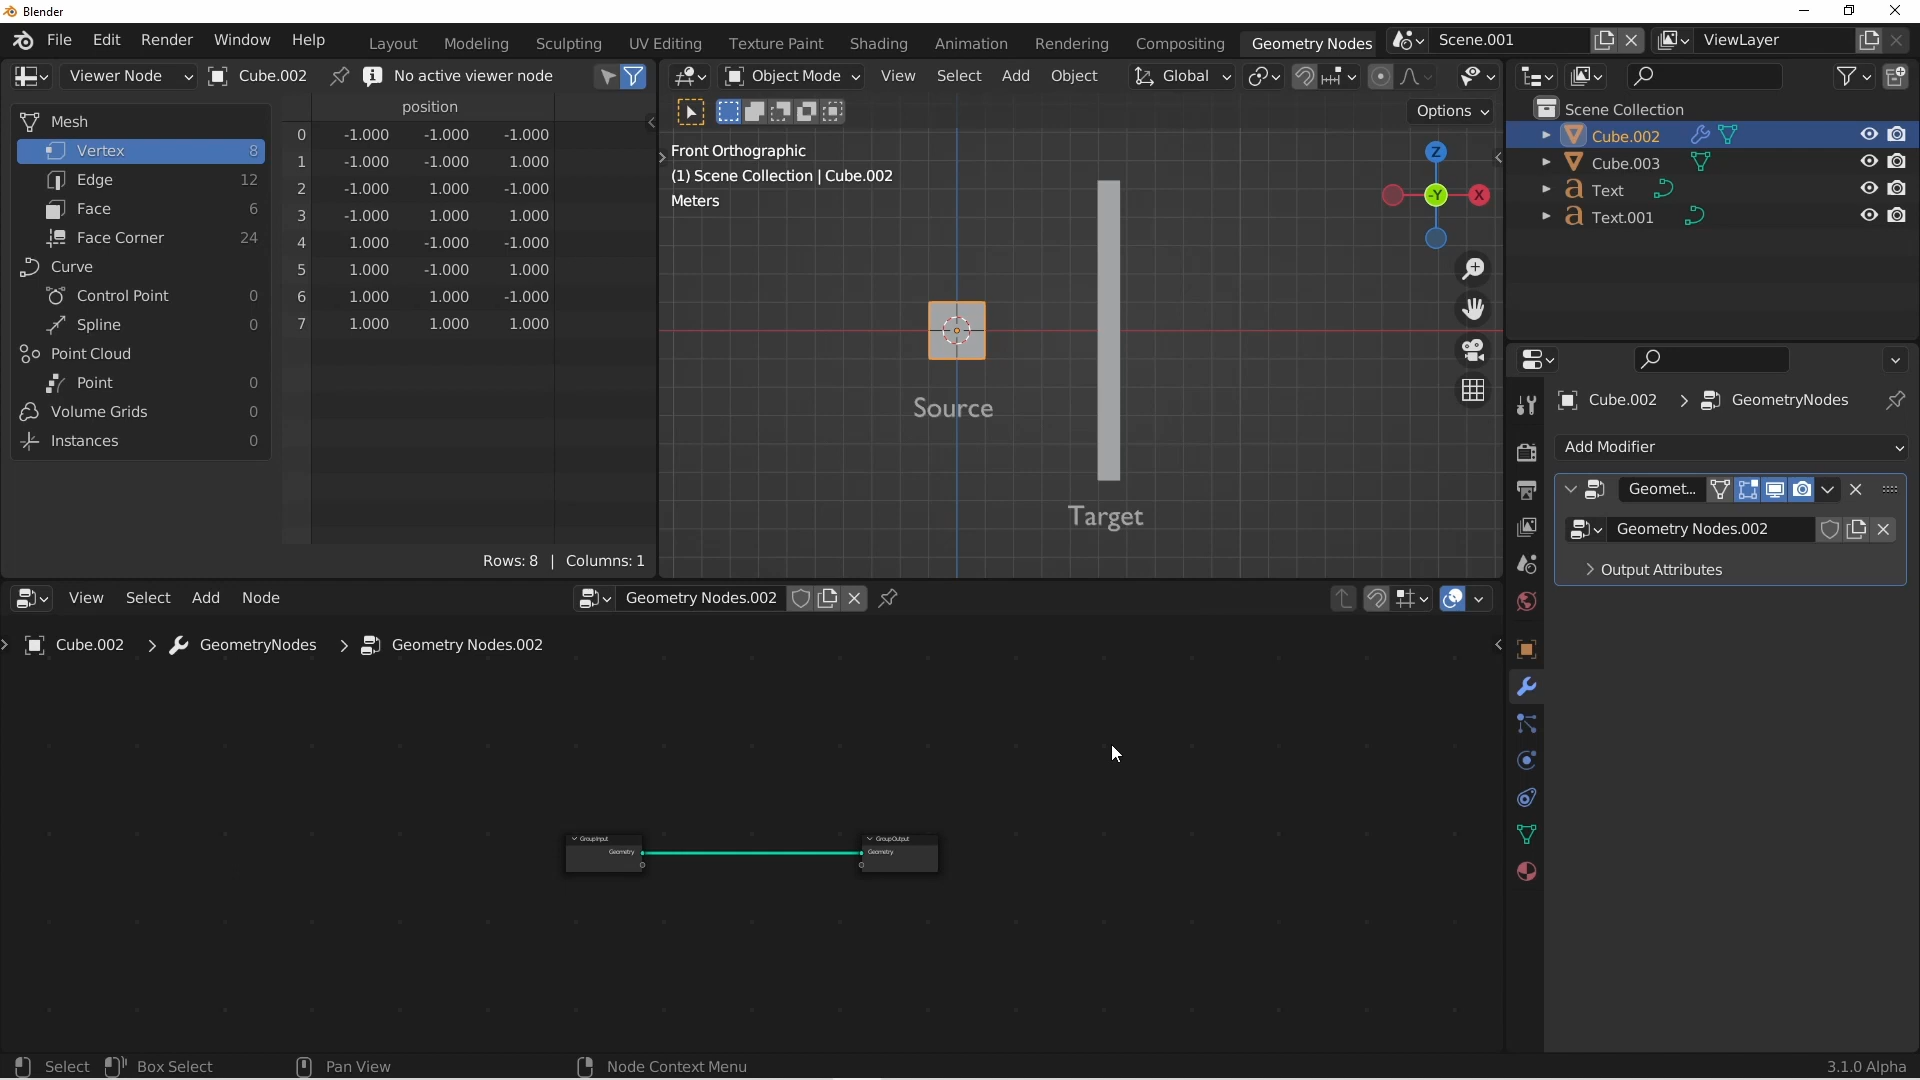 Blender
File Edit Render Window Help Layout Modeling Sculpting UV Editing Texture Paint Shading Animation Rendering Compositing Geometry Nodes Scene.001 ViewLayer
Viewer Node Cube.002 No active viewer node
Mesh
Vertex 8
Edge 12
Face 6
Face Corner 24
Curve
Control Point 0
Spline 0
Point Cloud
Point 0
Volume Grids 0
Instances 0
position
0 -1.000 -1.000 -1.000
1 -1.000 -1.000 1.000
2 -1.000 1.000 -1.000
3 -1.000 1.000 1.000
4 1.000 -1.000 -1.000
5 1.000 -1.000 1.000
6 1.000 1.000 -1.000
7 1.000 1.000 1.000
Rows: 8 | Columns: 1
Object Mode View Select Add Object Global
Options
Front Orthographic
(1) Scene Collection | Cube.002
Meters
Z
-Y X
Source
Target
Scene Collection
Cube.002
Cube.003
Text
Text.001
Cube.002 GeometryNodes
Add Modifier
Geomet...
Geometry Nodes.002
Output Attributes
View Select Add Node Geometry Nodes.002
Cube.002 GeometryNodes Geometry Nodes.002
Group Input
Geometry
Group Output
Geometry
Select Box Select Pan View Node Context Menu 3.1.0 Alpha